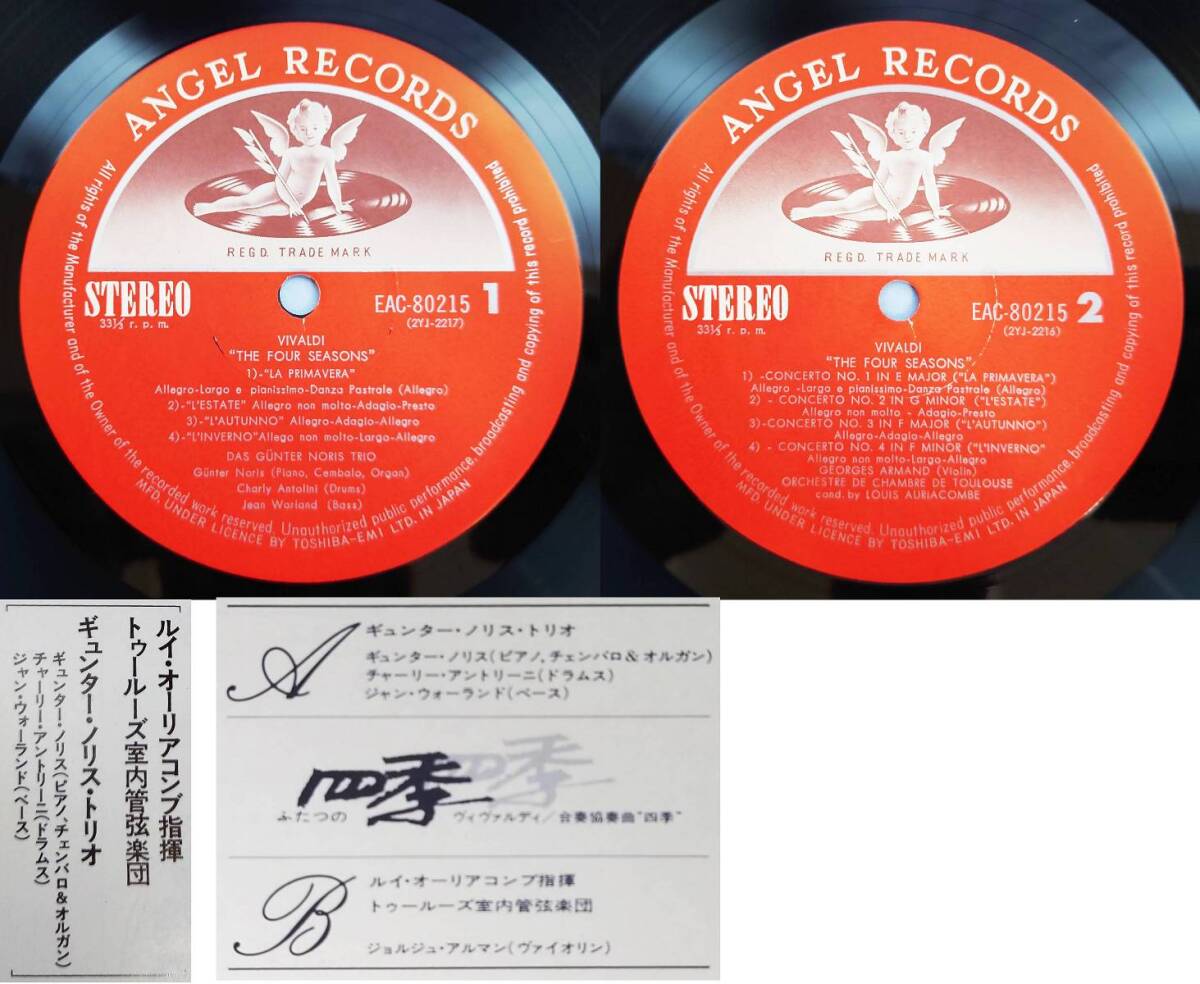 ANGEL RECORDS
REGD. TRADE MARK
STEREO
33⅓ r. p. m.
EAC-80215 1
(2YJ-2217)
VIVALDI
"THE FOUR SEASONS"
1)-"LA PRIMAVERA"
Allegro-Largo e pianissimo-Danza Pastrale (Allegro)
2)-"L'ESTATE" Allegro non molto-Adagio-Presto
3)-"L'AUTUNNO" Allegro-Adagio-Allegro
4)-"L'INVERNO"Allego non molto-Largo-Allegro
DAS GÜNTER NORIS TRIO
Günter Noris (Piano, Cembalo, Organ)
Charly Antolini (Drums)
Jean Warland (Bass)
All rights of the Manufacturer and of the Owner of the recorded work reserved. Unauthorized public performance, broadcasting and copying of this record prohibited
MFD. UNDER LICENCE BY TOSHIBA-EMI LTD. IN JAPAN
ANGEL RECORDS
REGD. TRADE MARK
STEREO
33⅓ r. p. m.
EAC-80215 2
(2YJ-2216)
VIVALDI
"THE FOUR SEASONS"
1) -CONCERTO NO. 1 IN E MAJOR ("LA PRIMAVERA")
Allegro -Largo e pianissimo-Danza Pastrale (Allegro)
2) - CONCERTO NO. 2 IN G MINOR ("L'ESTATE")
Allegro non molto - Adagio-Presto
3)-CONCERTO NO. 3 IN F MAJOR ("L'AUTUNNO")
Allegro-Adagio-Allegro
4) - CONCERTO NO. 4 IN F MINOR ("L'INVERNO"
Allegro non molto-Largo-Allegro
GEORGES ARMAND (Violin)
ORCHESTRE DE CHAMBRE DE TOULOUSE
cond. by LOUIS AURIACOMBE
All rights of the Manufacturer and of the Owner of the recorded work reserved. Unauthorized public performance, broadcasting and copying of this record prohibited
MFD. UNDER LICENCE BY TOSHIBA-EMI LTD. IN JAPAN
ルイ・オーリアコンブ指揮
トゥールーズ室内管弦楽団
ギュンター・ノリス・トリオ
ギュンター・ノリス(ピアノ、チェンバロ&オルガン)
チャーリー・アントリーニ(ドラムス)
ジャン・ウォーランド(ベース)
A
ギュンター・ノリス・トリオ
ギュンター・ノリス(ピアノ、チェンバロ&オルガン)
チャーリー・アントリーニ(ドラムス)
ジャン・ウォーランド(ベース)
四季 四季
ふたつの
ヴィヴァルディ/合奏協奏曲"四季"
B
ルイ・オーリアコンブ指揮
トゥールーズ室内管弦楽団
ジョルジュ・アルマン(ヴァイオリン)